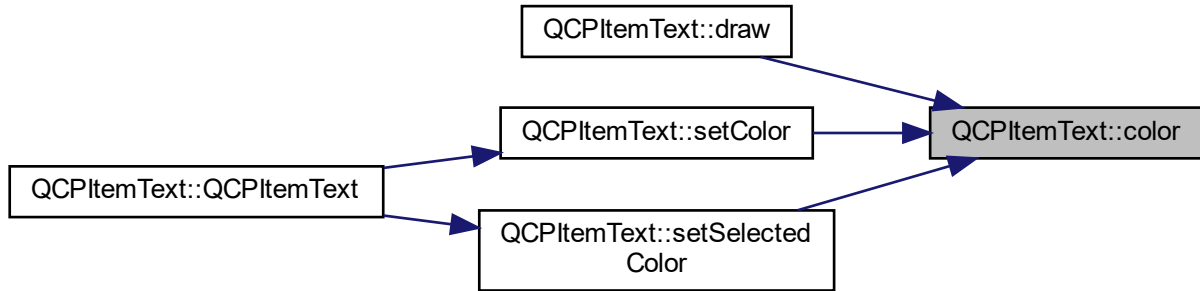 QCPItemText::draw
QCPItemText::setColor
QCPItemText::color
QCPItemText::QCPItemText
QCPItemText::setSelected
Color